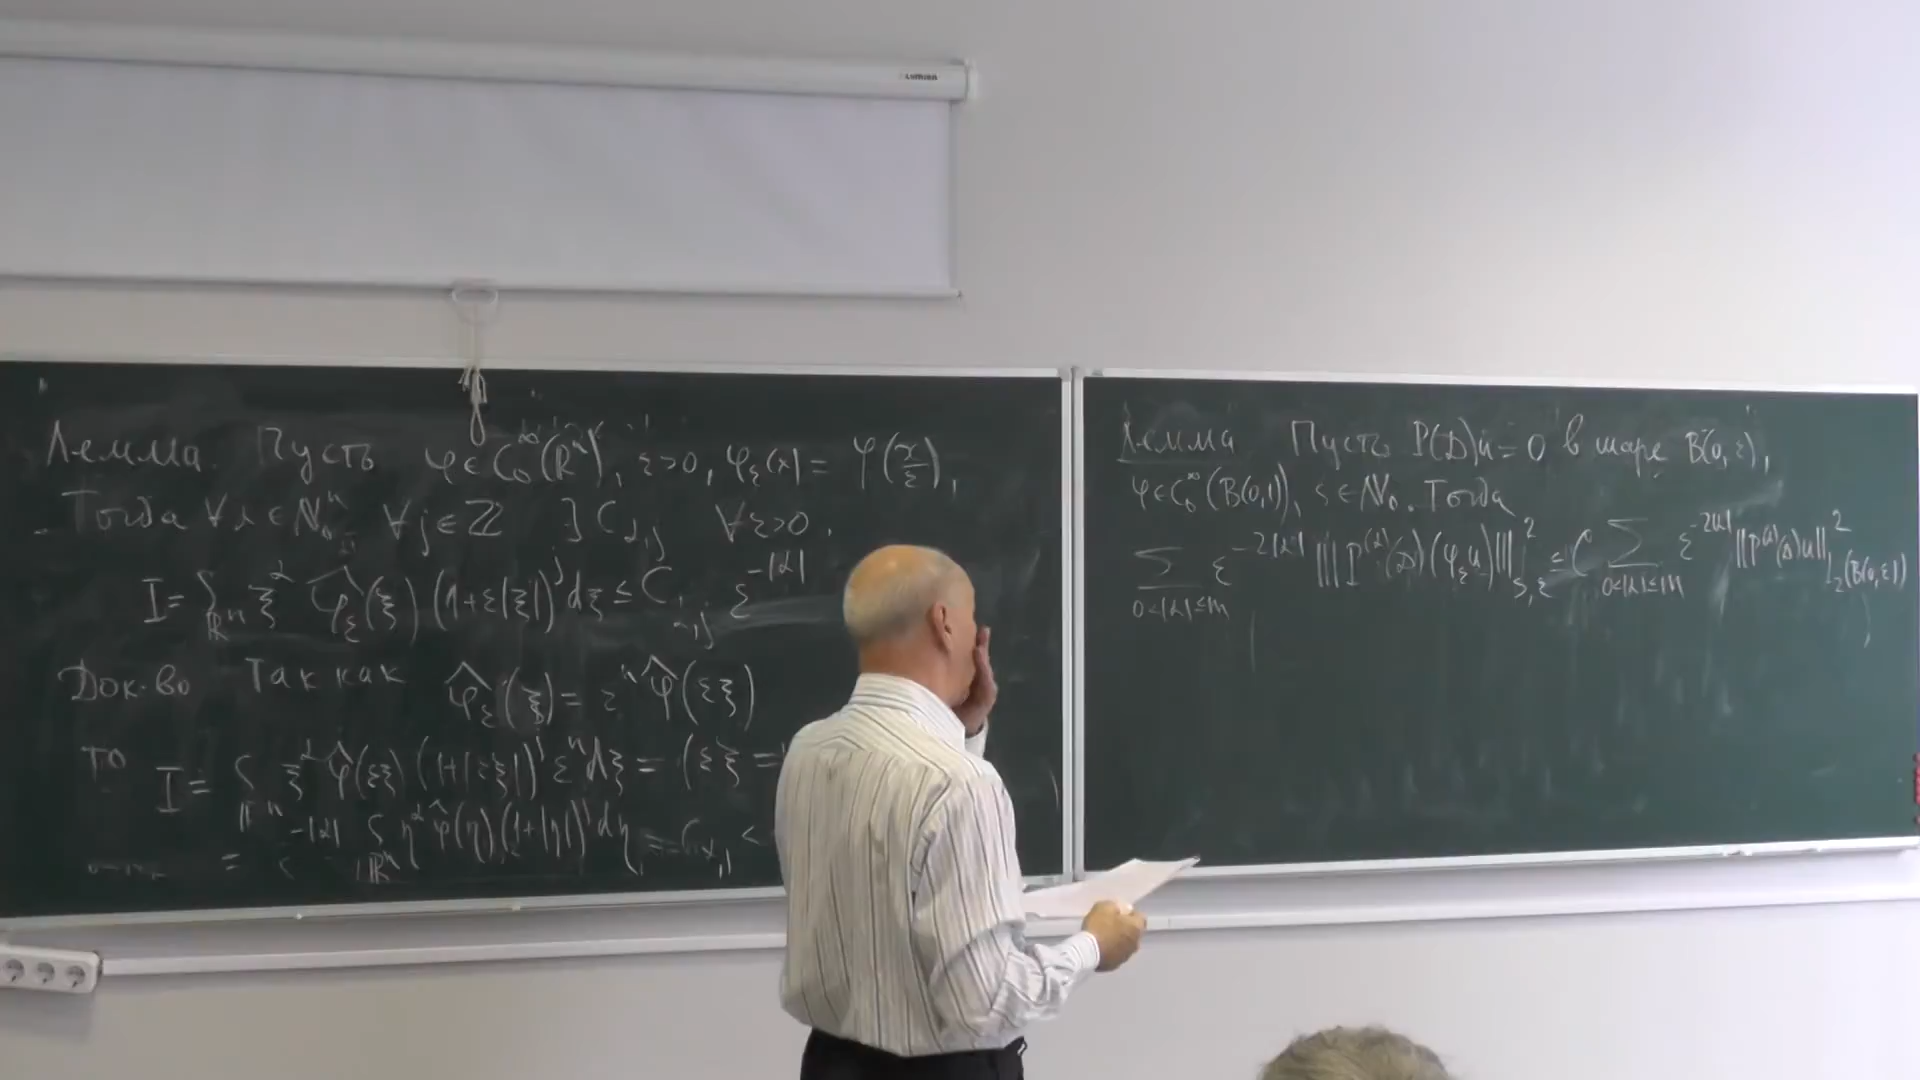 LUMIEN
Лемма. Пусть φ∈C₀^∞(ℝⁿ), ε>0, φ_ε(x) = φ(x/ε),
Тогда ∀α∈ℕ₀ⁿ ∀j∈ℤ ∃ C_{α,j} ∀ε>0
I = ∫_{ℝⁿ} ξ^α φ̂_ε(ξ) (1+ε|ξ|)^j dξ ≤ C_{α,j} ε^{-|α|}
Док-во Так как φ̂_ε(ξ) = εⁿ φ̂(εξ)
то I = ∫_{ℝⁿ} ξ^α φ̂(εξ) (1+|εξ|)^j εⁿ dξ = (εξ =
= ε^{-|α|} ∫_{ℝⁿ} η^α φ̂(η) (1+|η|)^j dη
Лемма Пусть P(D)u = 0 в шаре B(0,ε),
φ∈C₀^∞(B(0,1)), s∈ℕ₀. Тогда
∑_{0<|α|≤m} ε^{-2|α|} |||P^{(α)}(D)(φ_ε u)|||²_{s,ε} ≤ C ∑_{0<|α|≤m} ε^{-2|α|} ||P^{(α)}(D)u||²_{L₂(B(0,ε))}